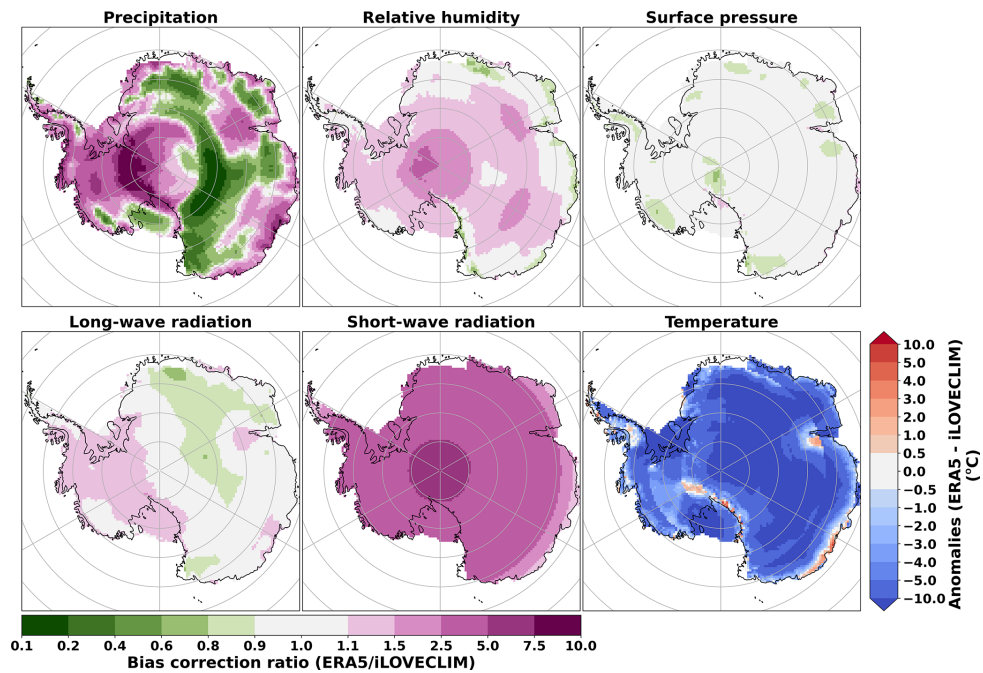 Precipitation
Relative humidity
Surface pressure
Long-wave radiation
Short-wave radiation
Temperature
10.0
5.0
4.0
3.0
2.0
1.0
0.5
0.0
−0.5
−1.0
−2.0
−3.0
−4.0
−5.0
−10.0
Anomalies (ERA5 - iLOVECLIM)
(°C)
0.1 0.2 0.4 0.6 0.8 0.9 1.0 1.1 1.5 2.5 5.0 7.5 10.0
Bias correction ratio (ERA5/iLOVECLIM)